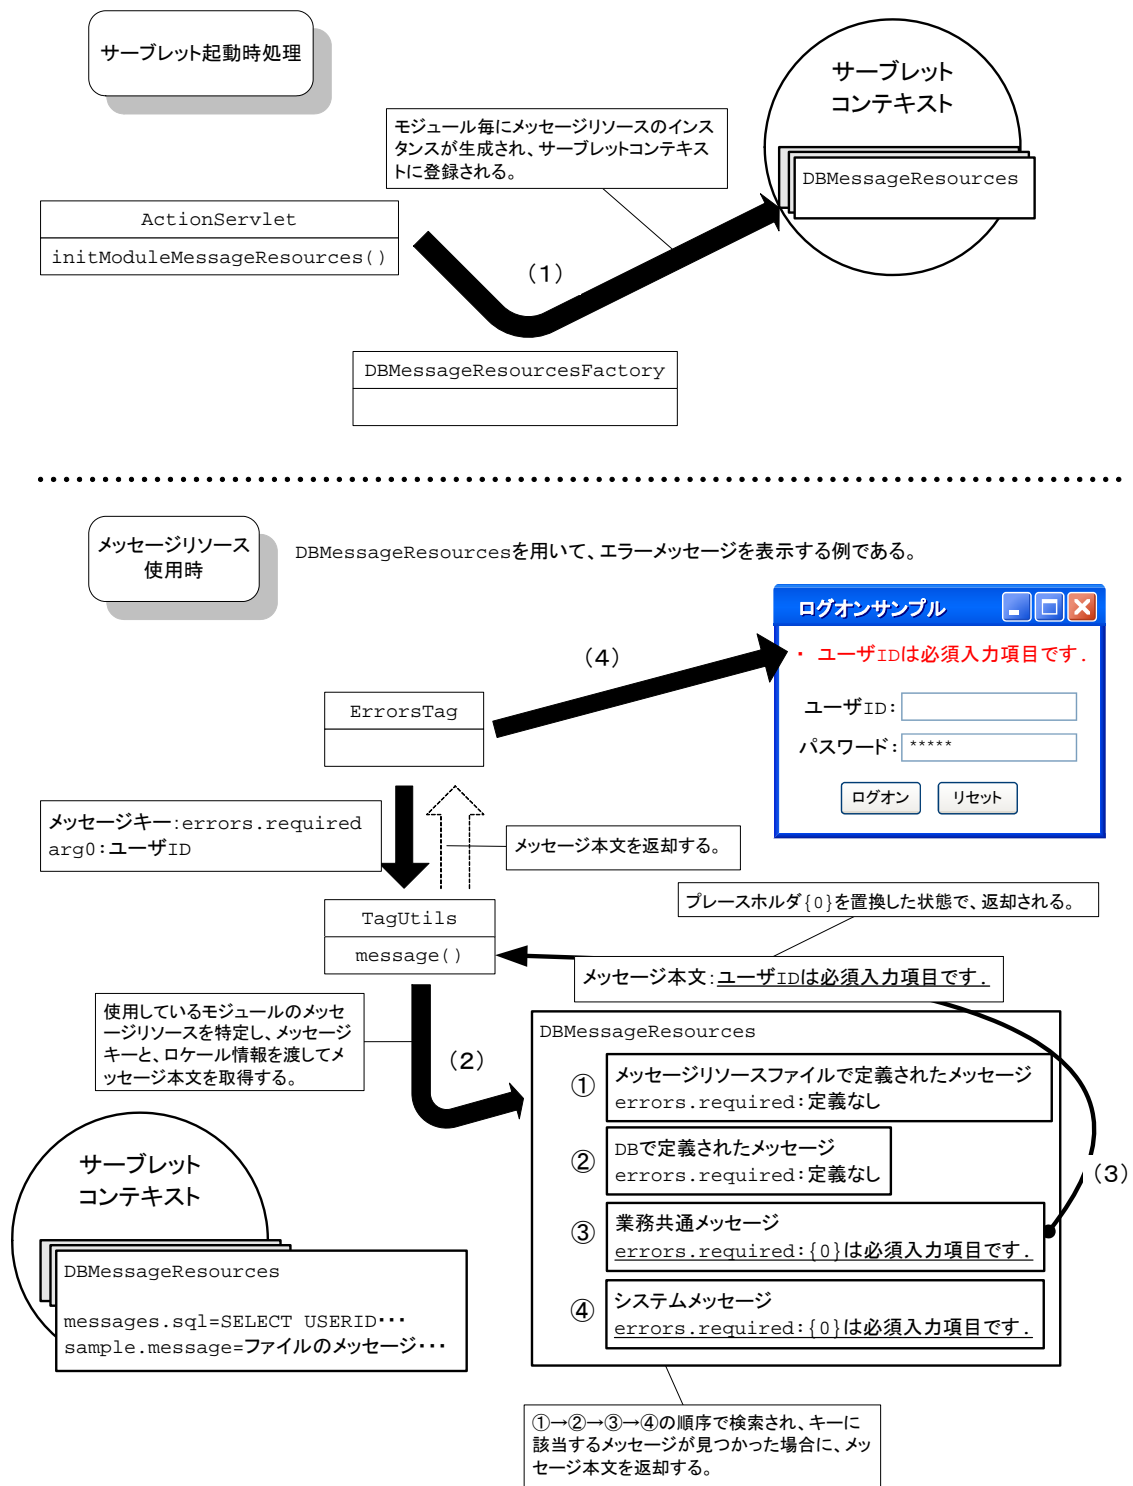 サーブレット起動時処理
サーブレット
コンテキスト
モジュール毎にメッセージリソースのインス
タンスが生成され、サーブレットコンテキス
トに登録される。
DBMessageResources
ActionServlet
initModuleMessageResources()
（1）
DBMessageResourcesFactory
メッセージリソース
使用時
DBMessageResourcesを用いて、エラーメッセージを表示する例である。
ログオンサンプル
（4）
・ ユーザIDは必須入力項目です.
ErrorsTag
ユーザID:
パスワード: *****
ログオン リセット
メッセージキー:errors.required
arg0:ユーザID
メッセージ本文を返却する。
プレースホルダ{0}を置換した状態で、返却される。
TagUtils
message()
メッセージ本文:ユーザIDは必須入力項目です.
使用しているモジュールのメッセ
ージリソースを特定し、メッセージ
キーと、ロケール情報を渡してメ
ッセージ本文を取得する。
（2）
DBMessageResources
① メッセージリソースファイルで定義されたメッセージ
errors.required:定義なし
② DBで定義されたメッセージ
errors.required:定義なし
（3）
③ 業務共通メッセージ
errors.required:{0}は必須入力項目です.
④ システムメッセージ
errors.required:{0}は必須入力項目です.
サーブレット
コンテキスト
DBMessageResources
messages.sql=SELECT USERID・・・
sample.message=ファイルのメッセージ・・・
①→②→③→④の順序で検索され、キーに
該当するメッセージが見つかった場合に、メッ
セージ本文を返却する。